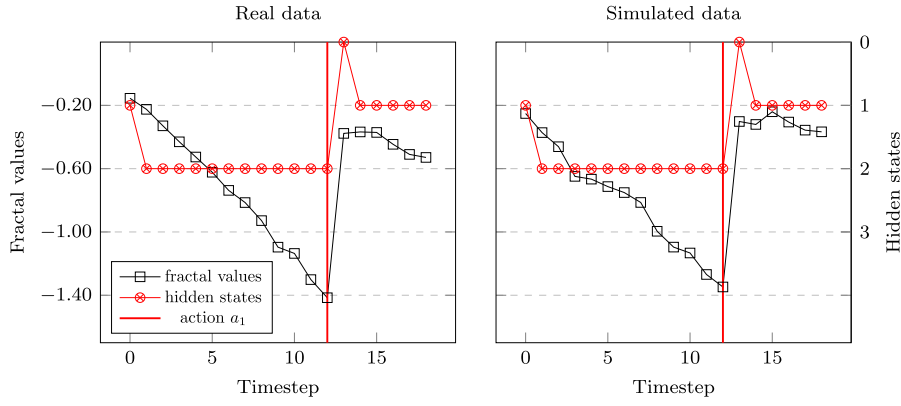 Real data
Simulated data
Fractal values
−0.20
−0.60
−1.00
−1.40
fractal values
hidden states
action a₁
0 5 10 15
Timestep
0 5 10 15
Timestep
0
1
2
3
Hidden states